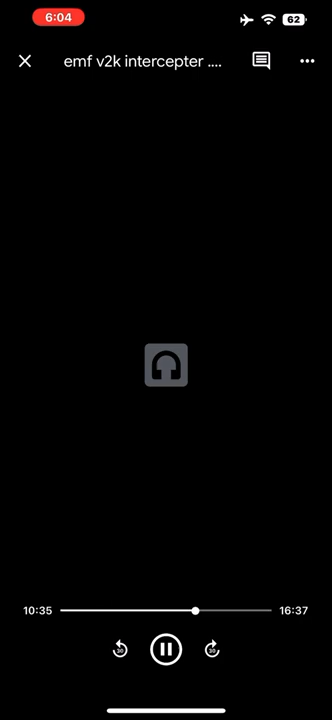 6:04
62
emf v2k intercepter ....
10:35
16:37